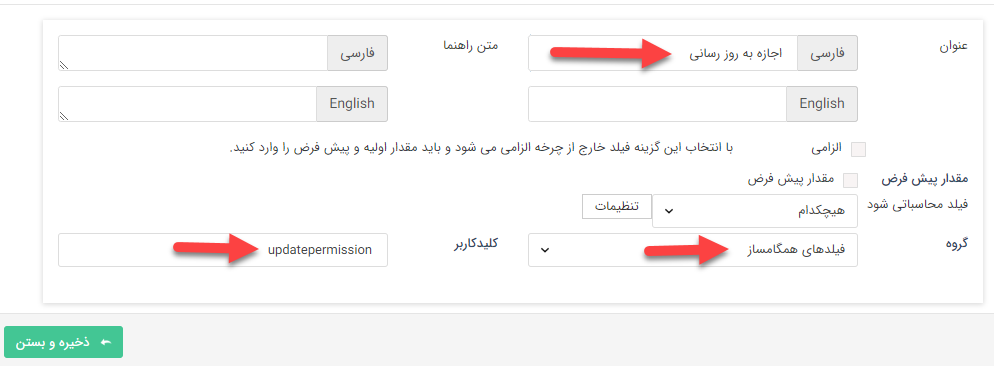 عنوان فارسی اجازه به روز رسانی متن راهنما فارسی
English English
الزامی با انتخاب این گزینه فیلد خارج از چرخه الزامی می شود و باید مقدار اولیه و پیش فرض را وارد کنید.
مقدار پیش فرض مقدار پیش فرض
فیلد محاسباتی شود هیچکدام تنظیمات
گروه فیلدهای همگامساز کلیدکاربر updatepermission
ذخیره و بستن